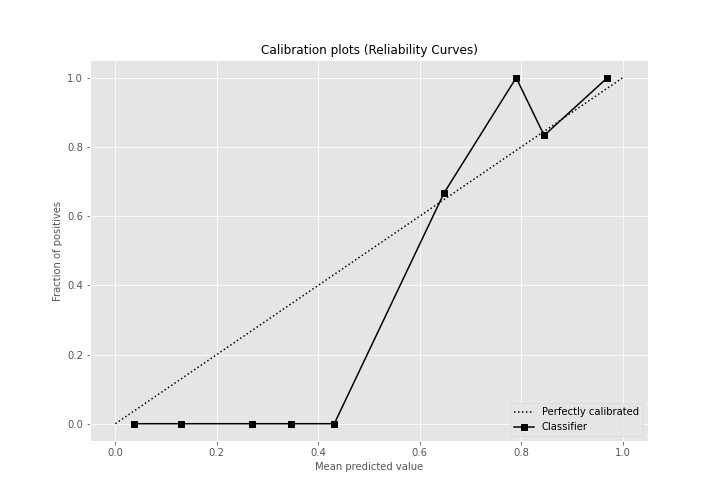 Calibration plots (Reliability Curves)
1.0
0.8
0.6
0.4
0.2
0.0
Fraction of positives
0.0 0.2 0.4 0.6 0.8 1.0
Mean predicted value
Perfectly calibrated
Classifier